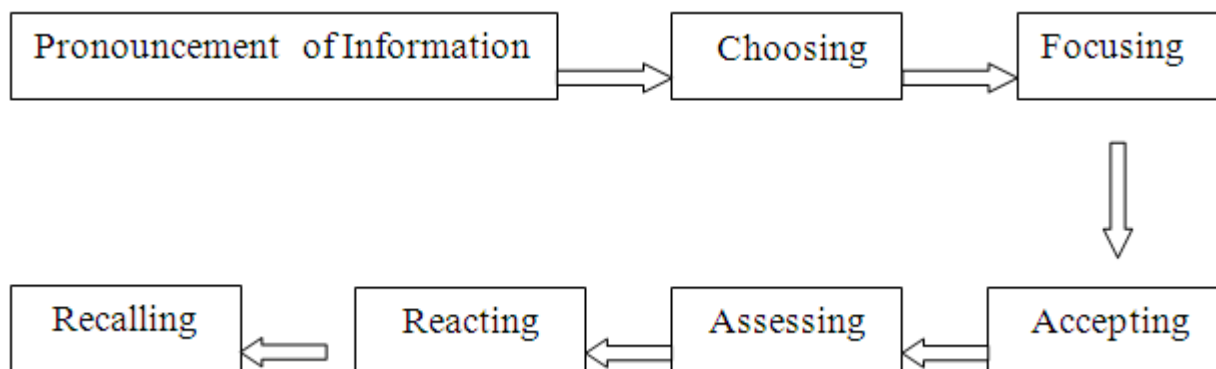 Pronouncement of Information
Choosing
Focusing
Accepting
Assessing
Reacting
Recalling